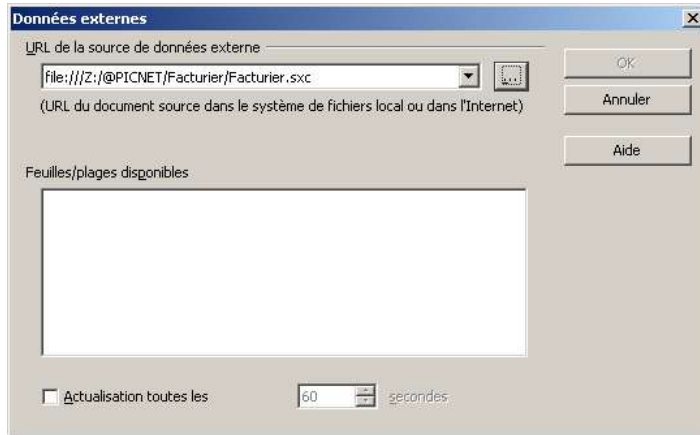 Données externes
URL de la source de données externe
file:///Z:/@PICNET/Facturier/Facturier.sxc
...
OK
(URL du document source dans le système de fichiers local ou dans l'Internet)
Annuler
Aide
Feuilles/plages disponibles
Actualisation toutes les 60 secondes